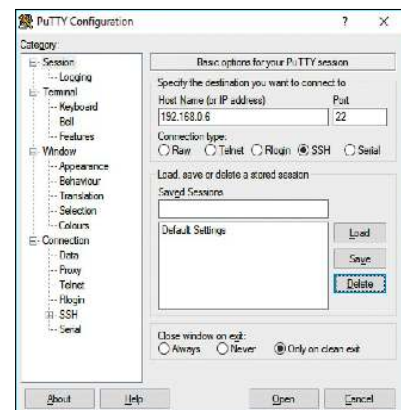 PuTTY Configuration
? ×
Category:
Session
Logging
Terminal
Keyboard
Bell
Features
Window
Appearance
Behaviour
Translation
Selection
Colours
Connection
Data
Proxy
Telnet
Rlogin
SSH
Serial
Basic options for your PuTTY session
Specify the destination you want to connect to
Host Name (or IP address) Port
192.168.0.6 22
Connection type:
Raw Telnet Rlogin SSH Serial
Load, save or delete a stored session
Saved Sessions
Default Settings
Load
Save
Delete
Close window on exit:
Always Never Only on clean exit
About Help Open Cancel